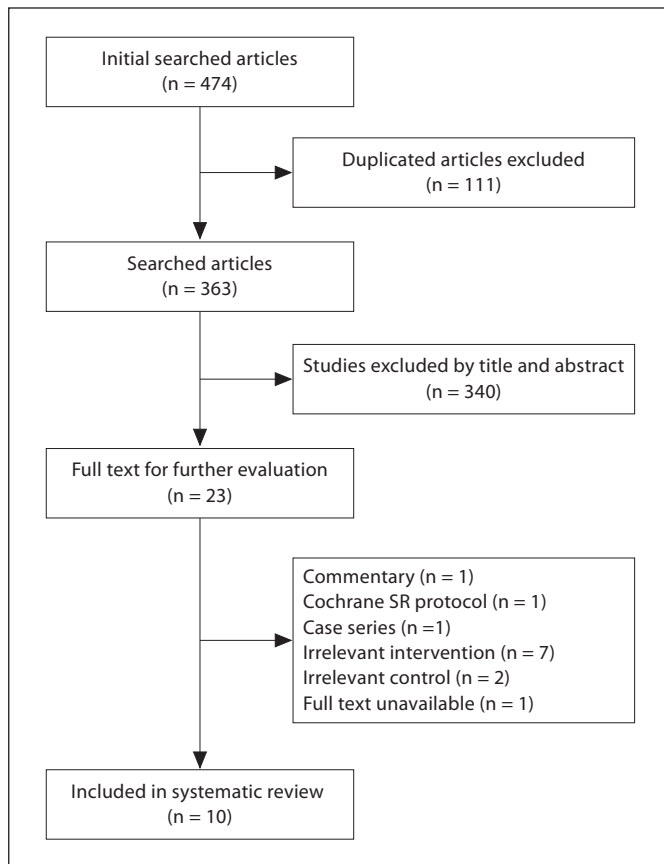 Initial searched articles
(n = 474)
Duplicated articles excluded
(n = 111)
Searched articles
(n = 363)
Studies excluded by title and abstract
(n = 340)
Full text for further evaluation
(n = 23)
Commentary (n = 1)
Cochrane SR protocol (n = 1)
Case series (n =1)
Irrelevant intervention (n = 7)
Irrelevant control (n = 2)
Full text unavailable (n = 1)
Included in systematic review
(n = 10)